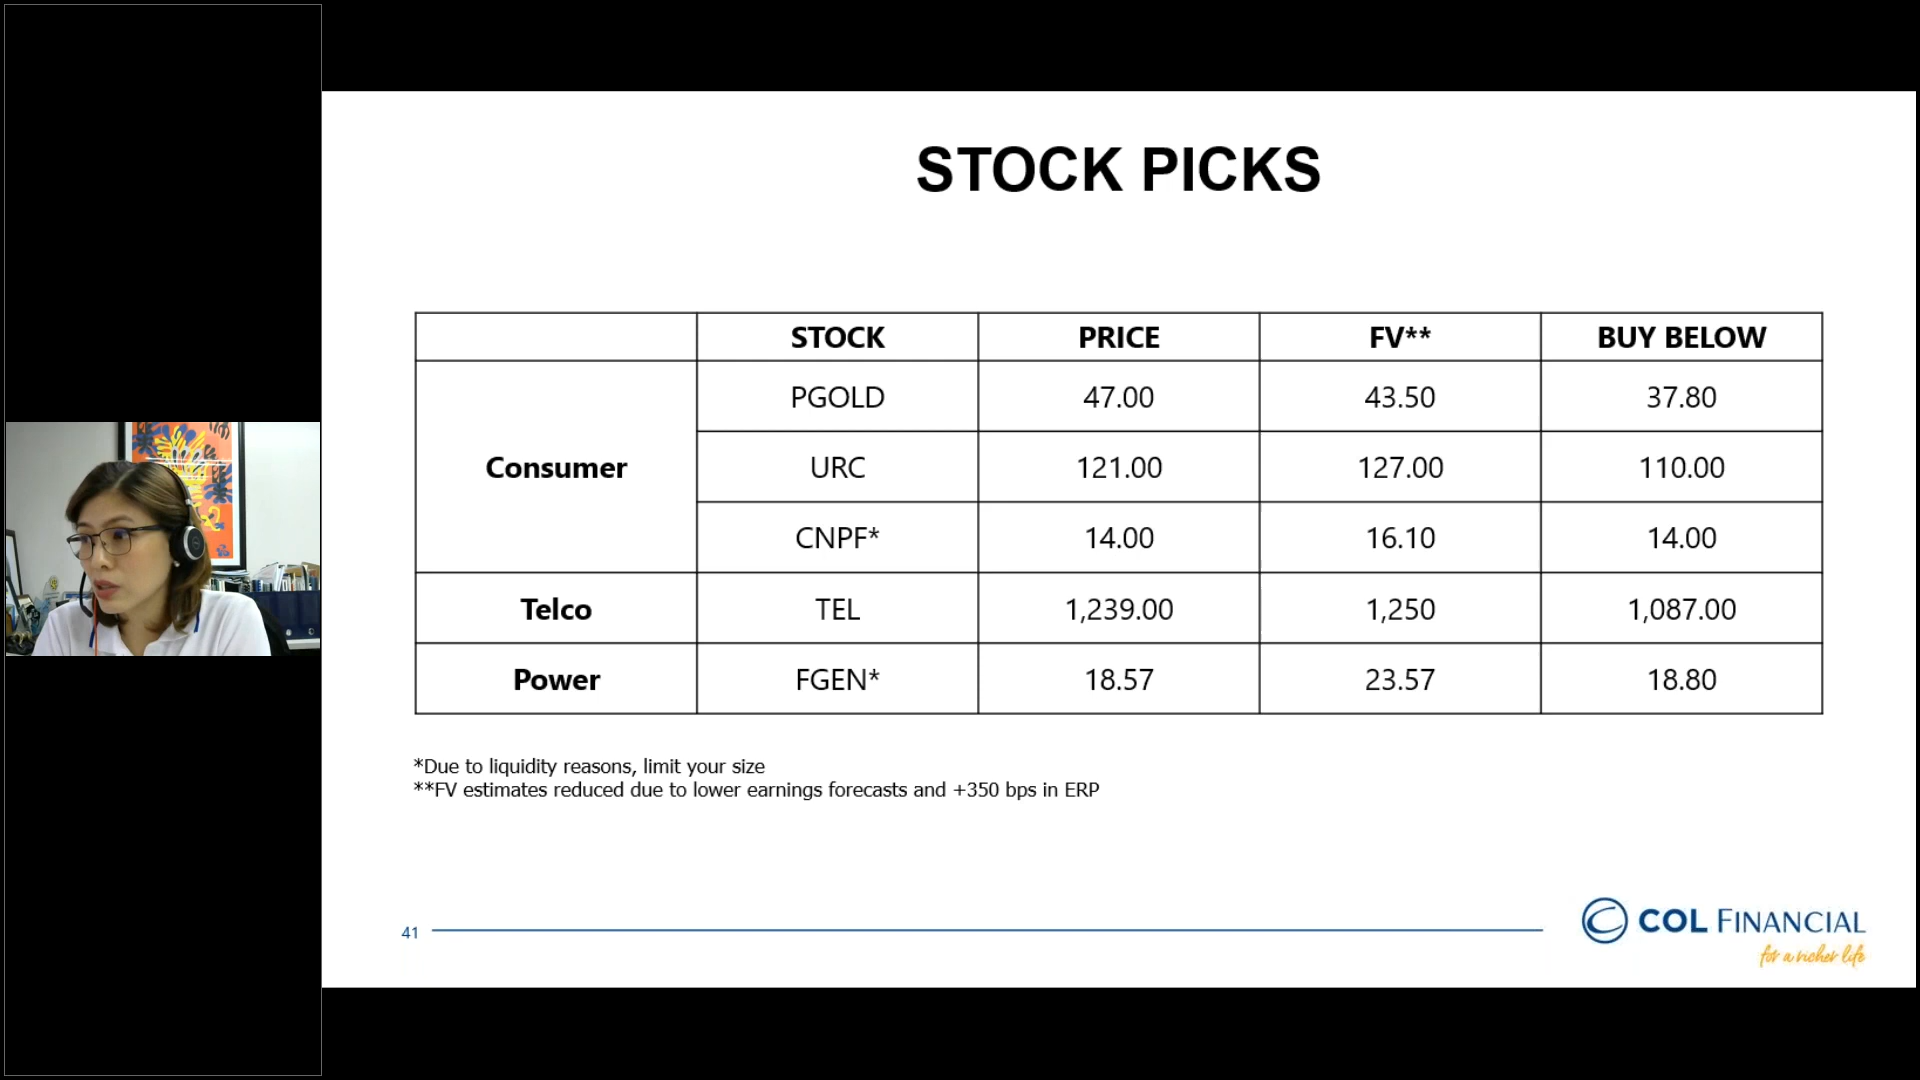 STOCK PICKS
STOCK PRICE FV** BUY BELOW
Consumer PGOLD 47.00 43.50 37.80
URC 121.00 127.00 110.00
CNPF* 14.00 16.10 14.00
Telco TEL 1,239.00 1,250 1,087.00
Power FGEN* 18.57 23.57 18.80
*Due to liquidity reasons, limit your size
**FV estimates reduced due to lower earnings forecasts and +350 bps in ERP
41
COL FINANCIAL
for a richer life